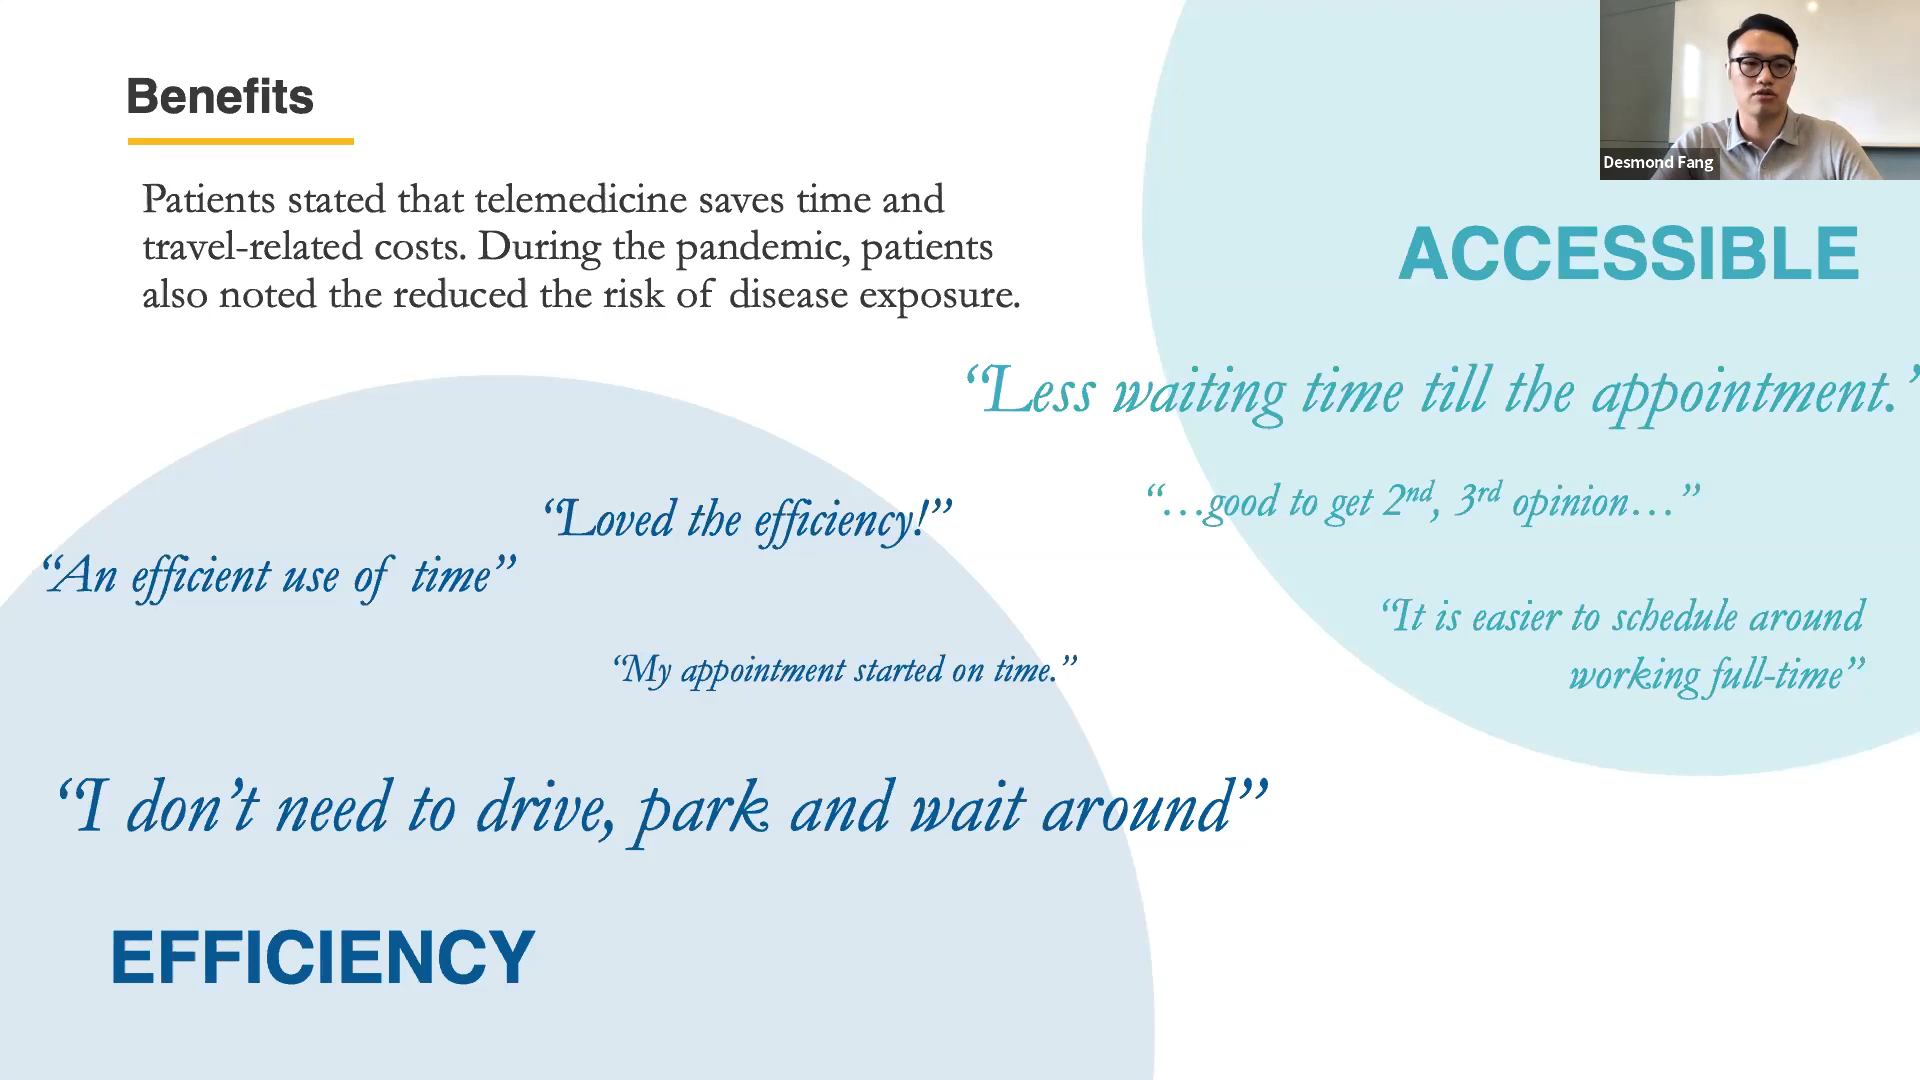 Benefits
Desmond Fang
Patients stated that telemedicine saves time and
travel-related costs. During the pandemic, patients
also noted the reduced the risk of disease exposure.
ACCESSIBLE
“Less waiting time till the appointment.”
“…good to get 2nd, 3rd opinion…”
“It is easier to schedule around
working full-time”
“Loved the efficiency!”
“An efficient use of time”
“My appointment started on time.”
“I don’t need to drive, park and wait around”
EFFICIENCY